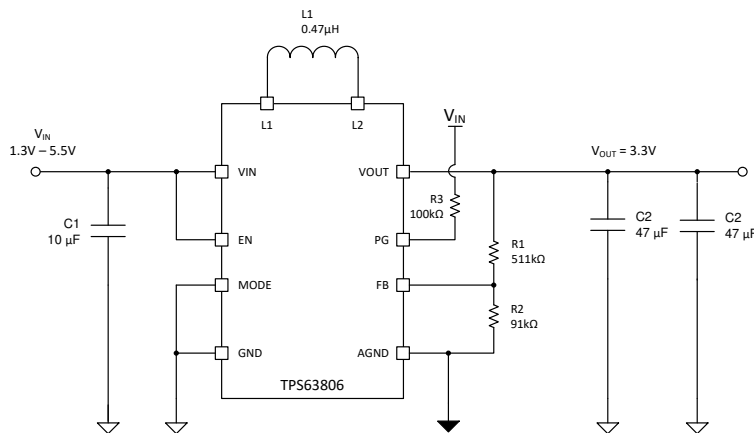 L1
0.47µH
L1
L2
VIN
1.3V – 5.5V
VIN
VIN
VOUT
VOUT = 3.3V
R3
100kΩ
C1
10 µF
EN
PG
C2
47 µF
C2
47 µF
R1
511kΩ
MODE
FB
R2
91kΩ
GND
AGND
TPS63806